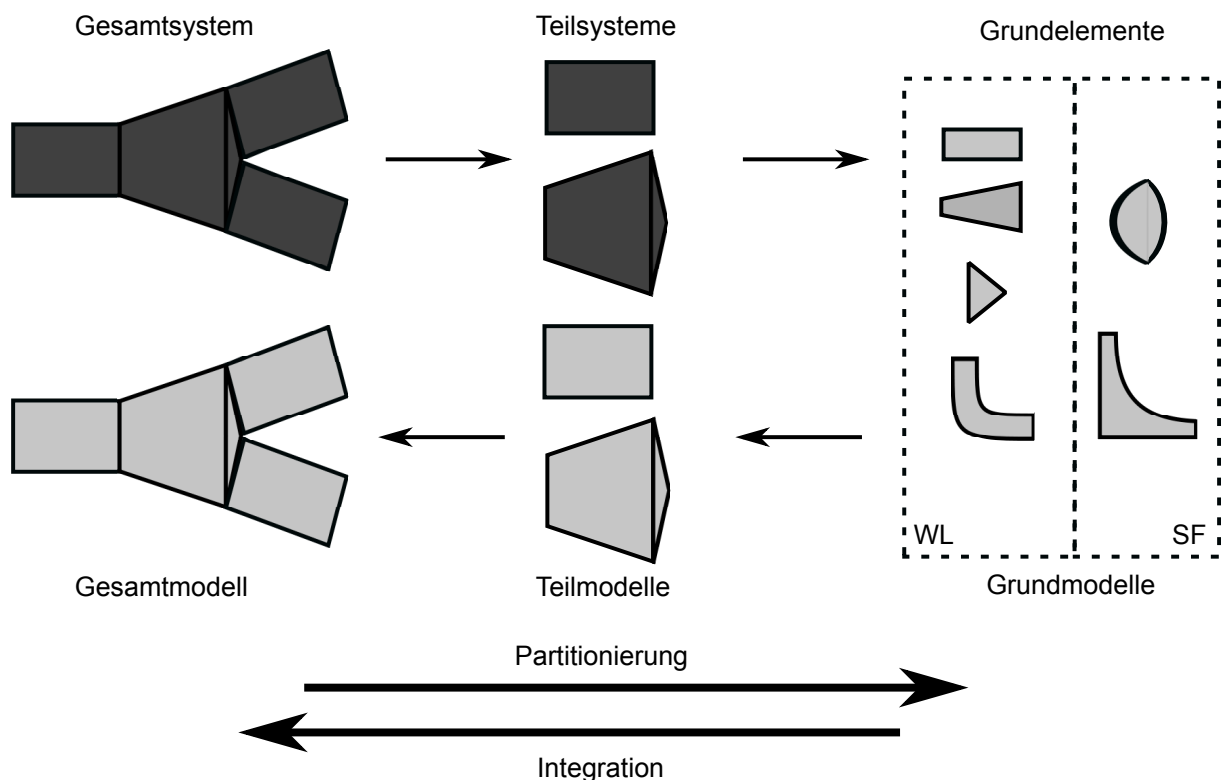 Gesamtsystem
Teilsysteme
Grundelemente
WL
SF
Gesamtmodell
Teilmodelle
Grundmodelle
Partitionierung
Integration